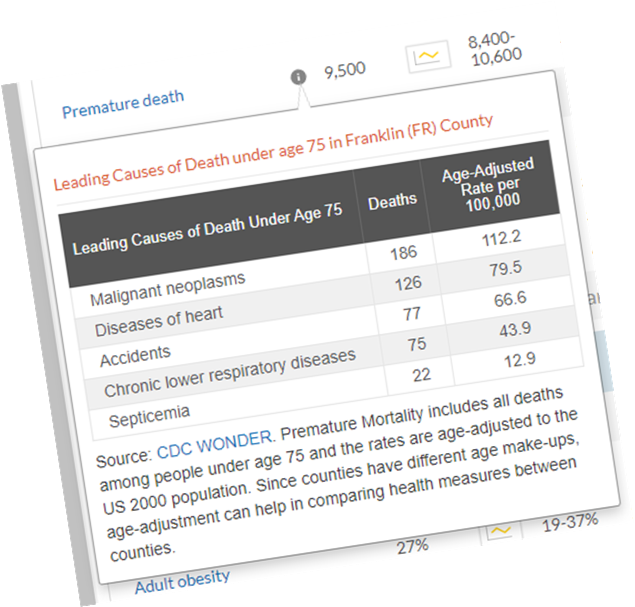 Premature death 9,500 8,400-
10,600
Leading Causes of Death under age 75 in Franklin (FR) County
Leading Causes of Death Under Age 75 Deaths Age-Adjusted
Rate per
100,000
Malignant neoplasms 186 112.2
Diseases of heart 126 79.5
Accidents 77 66.6
Chronic lower respiratory diseases 75 43.9
Septicemia 22 12.9
Source: CDC WONDER. Premature Mortality includes all deaths
among people under age 75 and the rates are age-adjusted to the
US 2000 population. Since counties have different age make-ups,
age-adjustment can help in comparing health measures between
counties.
Adult obesity 27% 19-37%